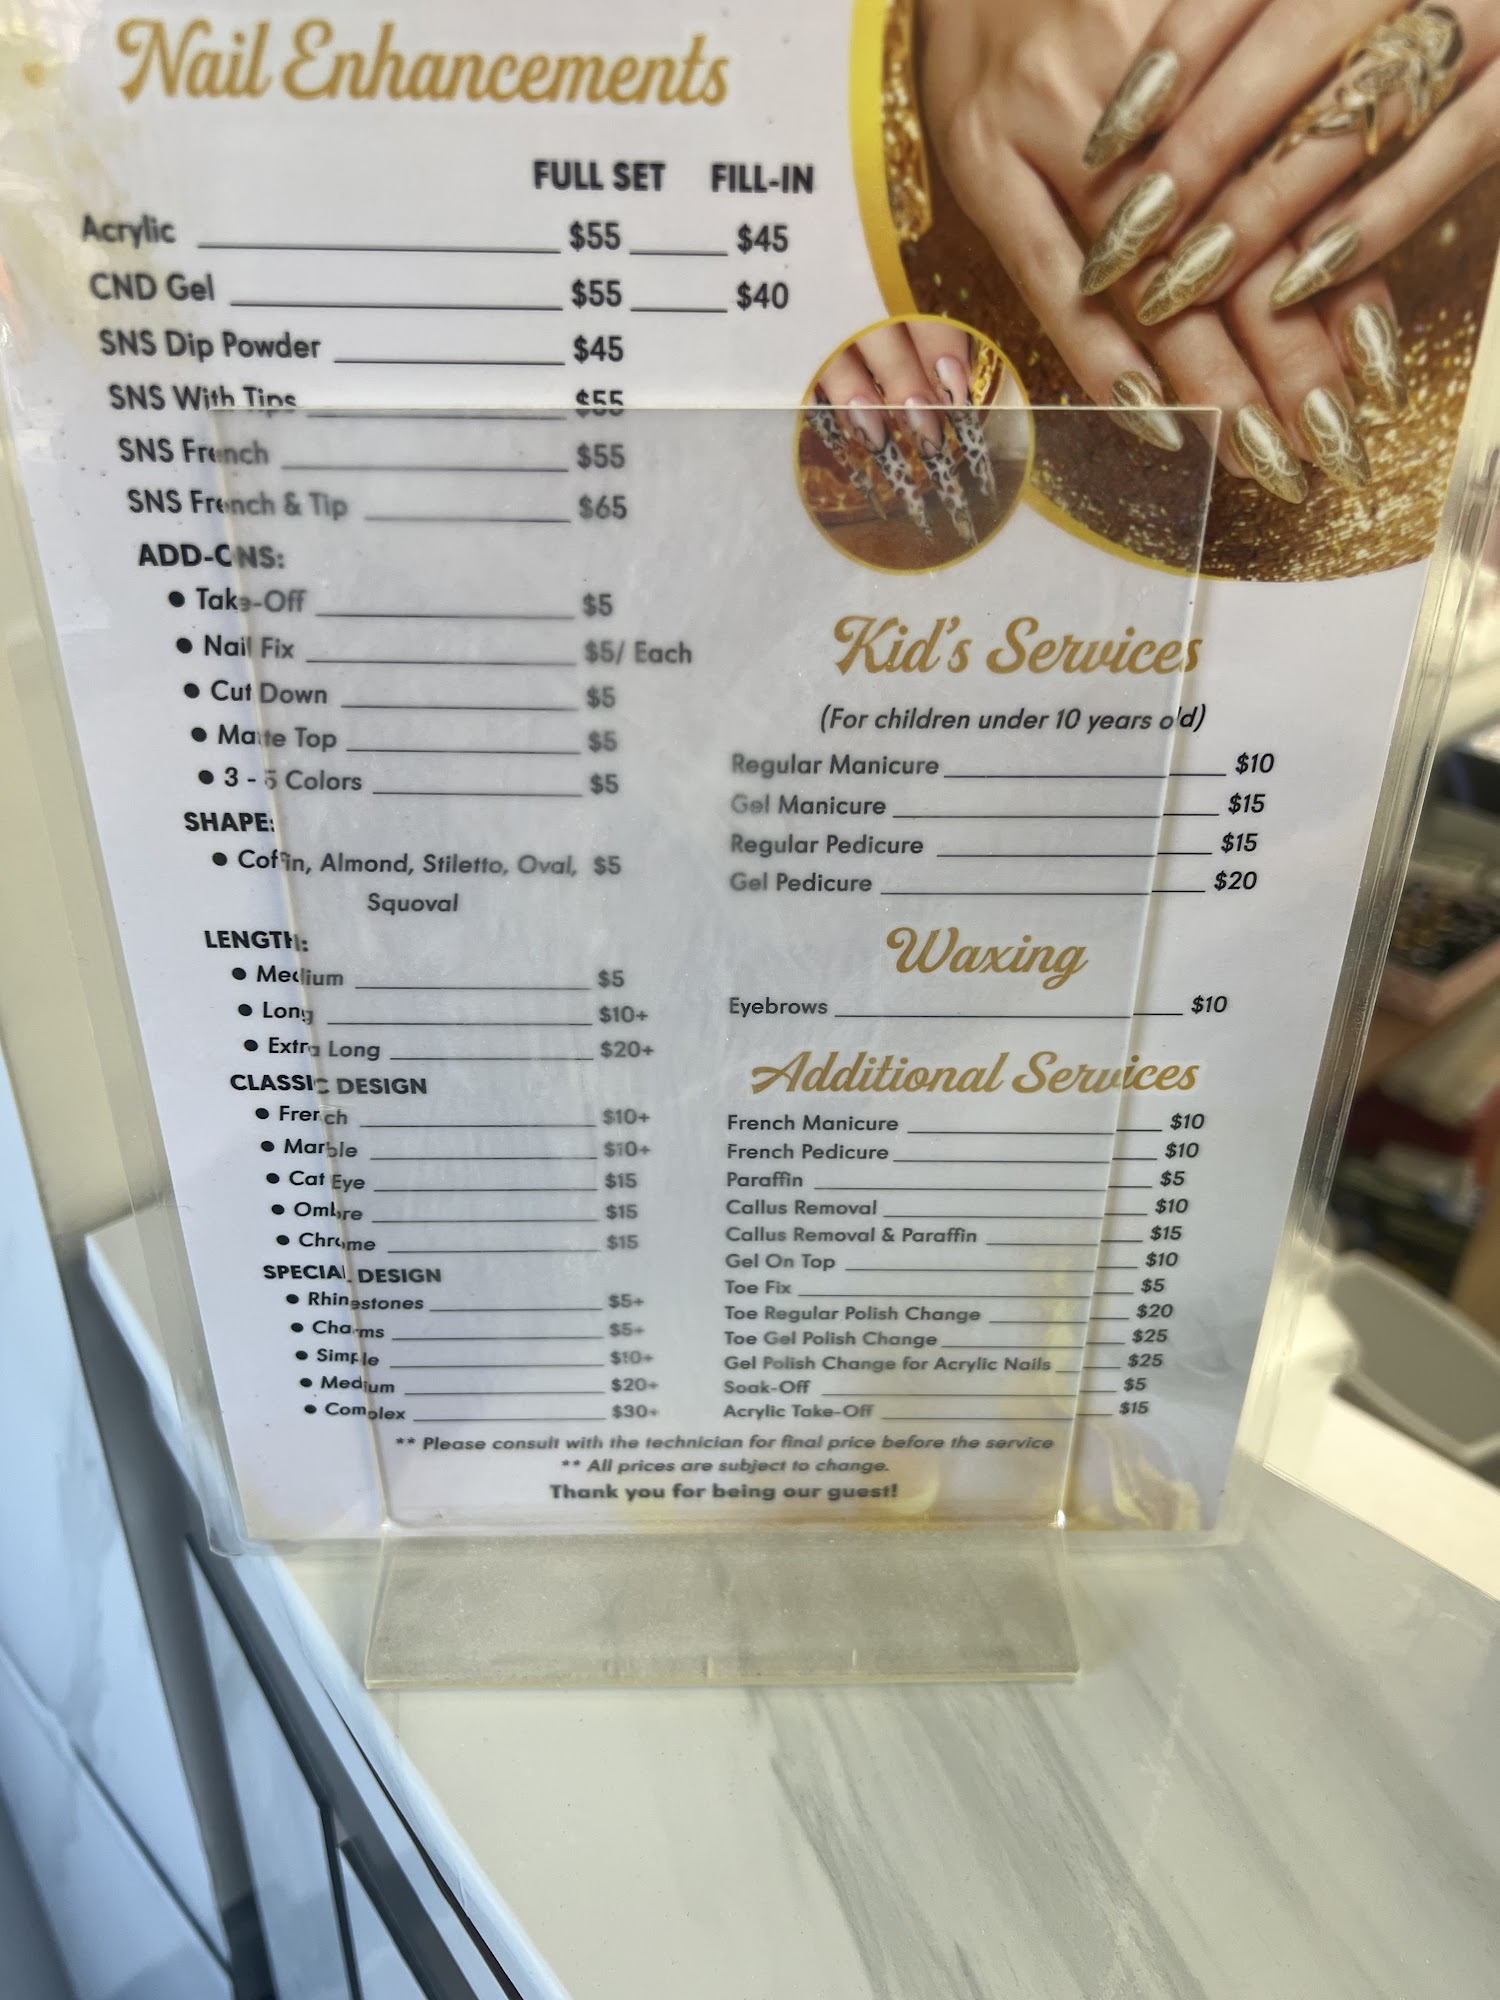 Nail Enhancements
FULL SET FILL-IN
Acrylic $55 $45
CND Gel $55 $40
SNS Dip Powder $45
SNS With Tips $55
SNS French $55
SNS French & Tip $65
ADD-ONS:
• Take-Off $5
• Nail Fix $5/ Each
• Cut Down $5
• Matte Top $5
• 3 - 5 Colors $5
SHAPE:
• Coffin, Almond, Stiletto, Oval, $5
Squoval
LENGTH:
• Medium $5
• Long $10+
• Extra Long $20+
CLASSIC DESIGN
• French $10+
• Marble $10+
• Cat Eye $15
• Ombre $15
• Chrome $15
SPECIAL DESIGN
• Rhinestones $5+
• Charms $5+
• Simple $10+
• Medium $20+
• Complex $30+
Kid's Services
(For children under 10 years old)
Regular Manicure $10
Gel Manicure $15
Regular Pedicure $15
Gel Pedicure $20
Waxing
Eyebrows $10
Additional Services
French Manicure $10
French Pedicure $10
Paraffin $5
Callus Removal $10
Callus Removal & Paraffin $15
Gel On Top $10
Toe Fix $5
Toe Regular Polish Change $20
Toe Gel Polish Change $25
Gel Polish Change for Acrylic Nails $25
Soak-Off $5
Acrylic Take-Off $15
** Please consult with the technician for final price before the service
** All prices are subject to change.
Thank you for being our guest!